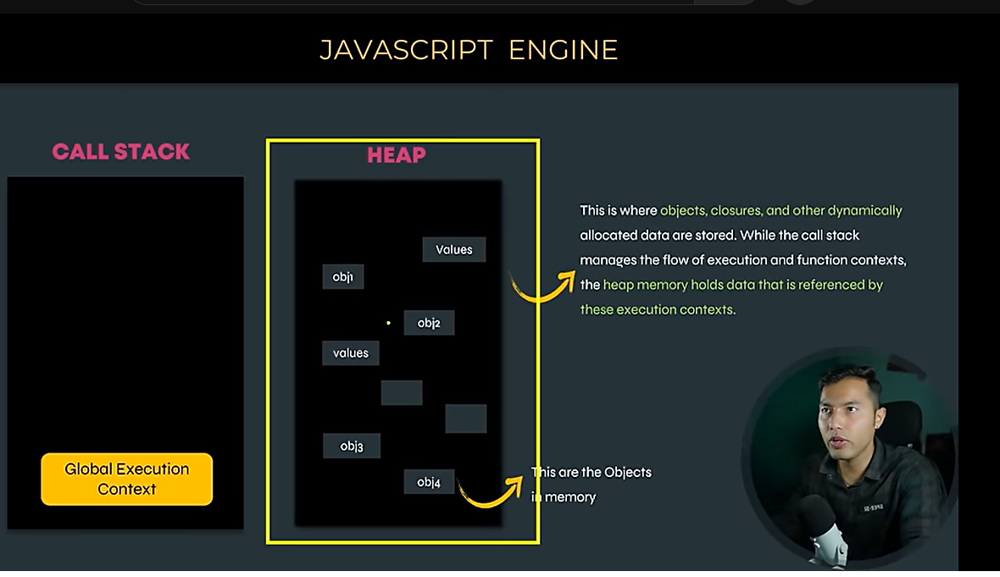 JAVASCRIPT ENGINE
CALL STACK
HEAP
This is where objects, closures, and other dynamically
allocated data are stored. While the call stack
manages the flow of execution and function contexts,
the heap memory holds data that is referenced by
these execution contexts.
Values
obj1
obj2
values
obj3
obj4
Global Execution
Context
This are the Objects
in memory